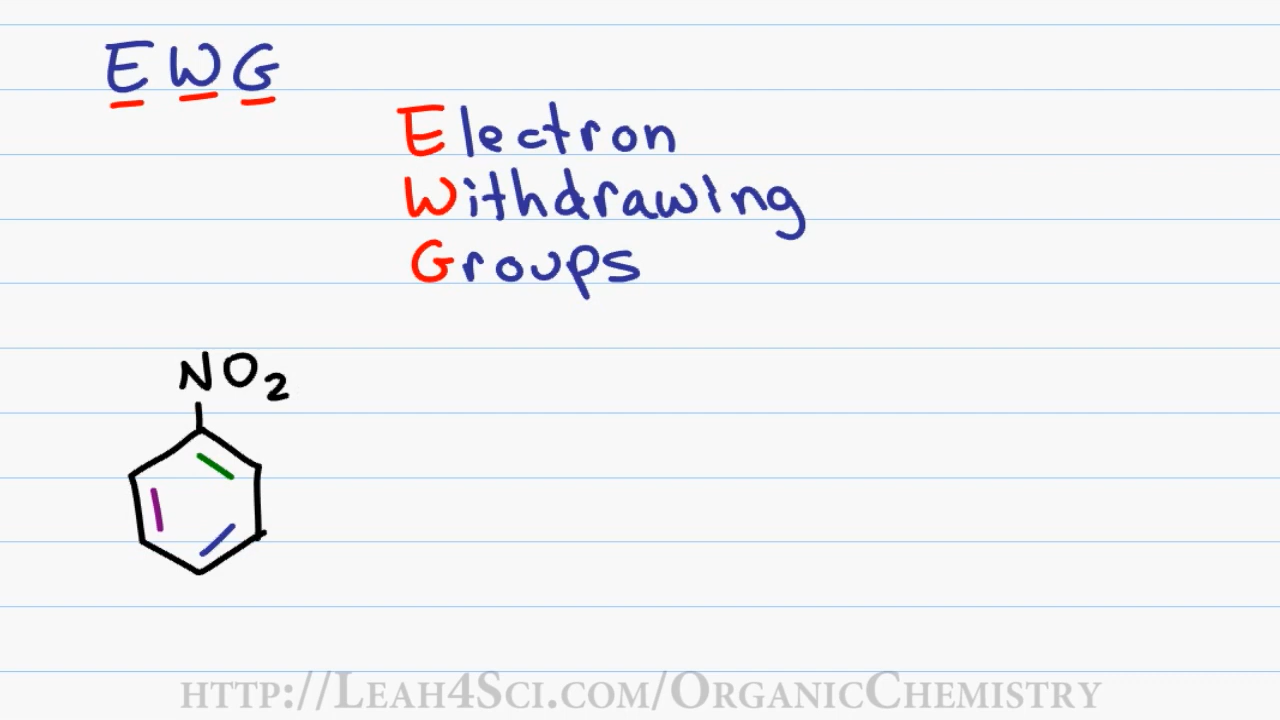 EWG
Electron
Withdrawing
Groups
NO2
HTTP://LEAH4SCI.COM/ORGANICCHEMISTRY